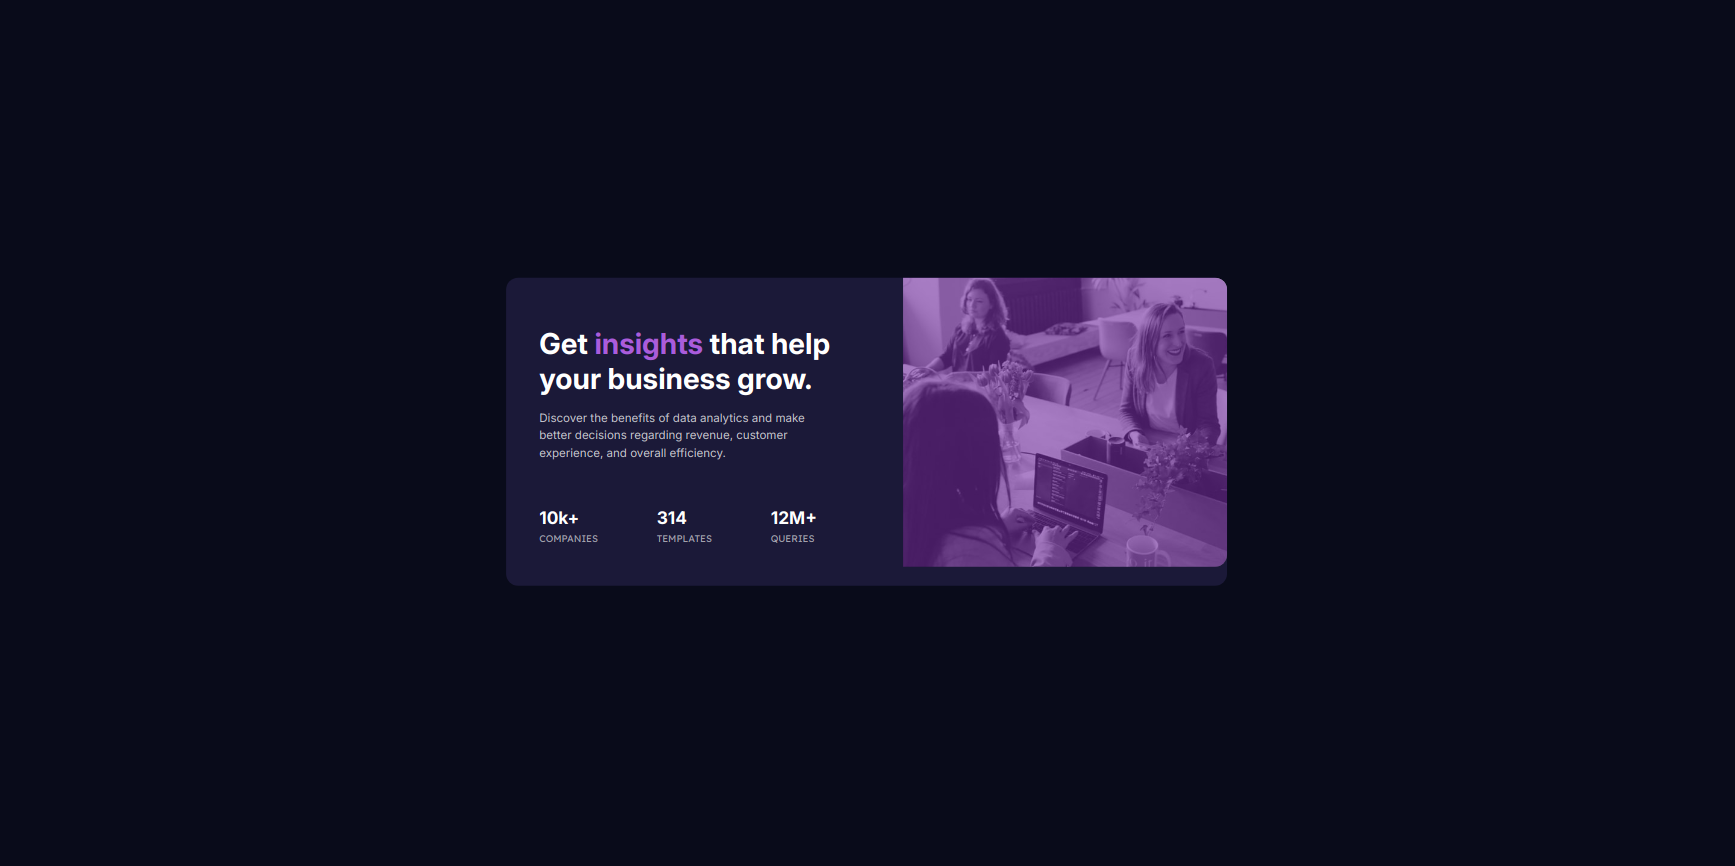 Get insights that help
your business grow.
Discover the benefits of data analytics and make
better decisions regarding revenue, customer
experience, and overall efficiency.
10k+ 314 12M+
COMPANIES TEMPLATES QUERIES